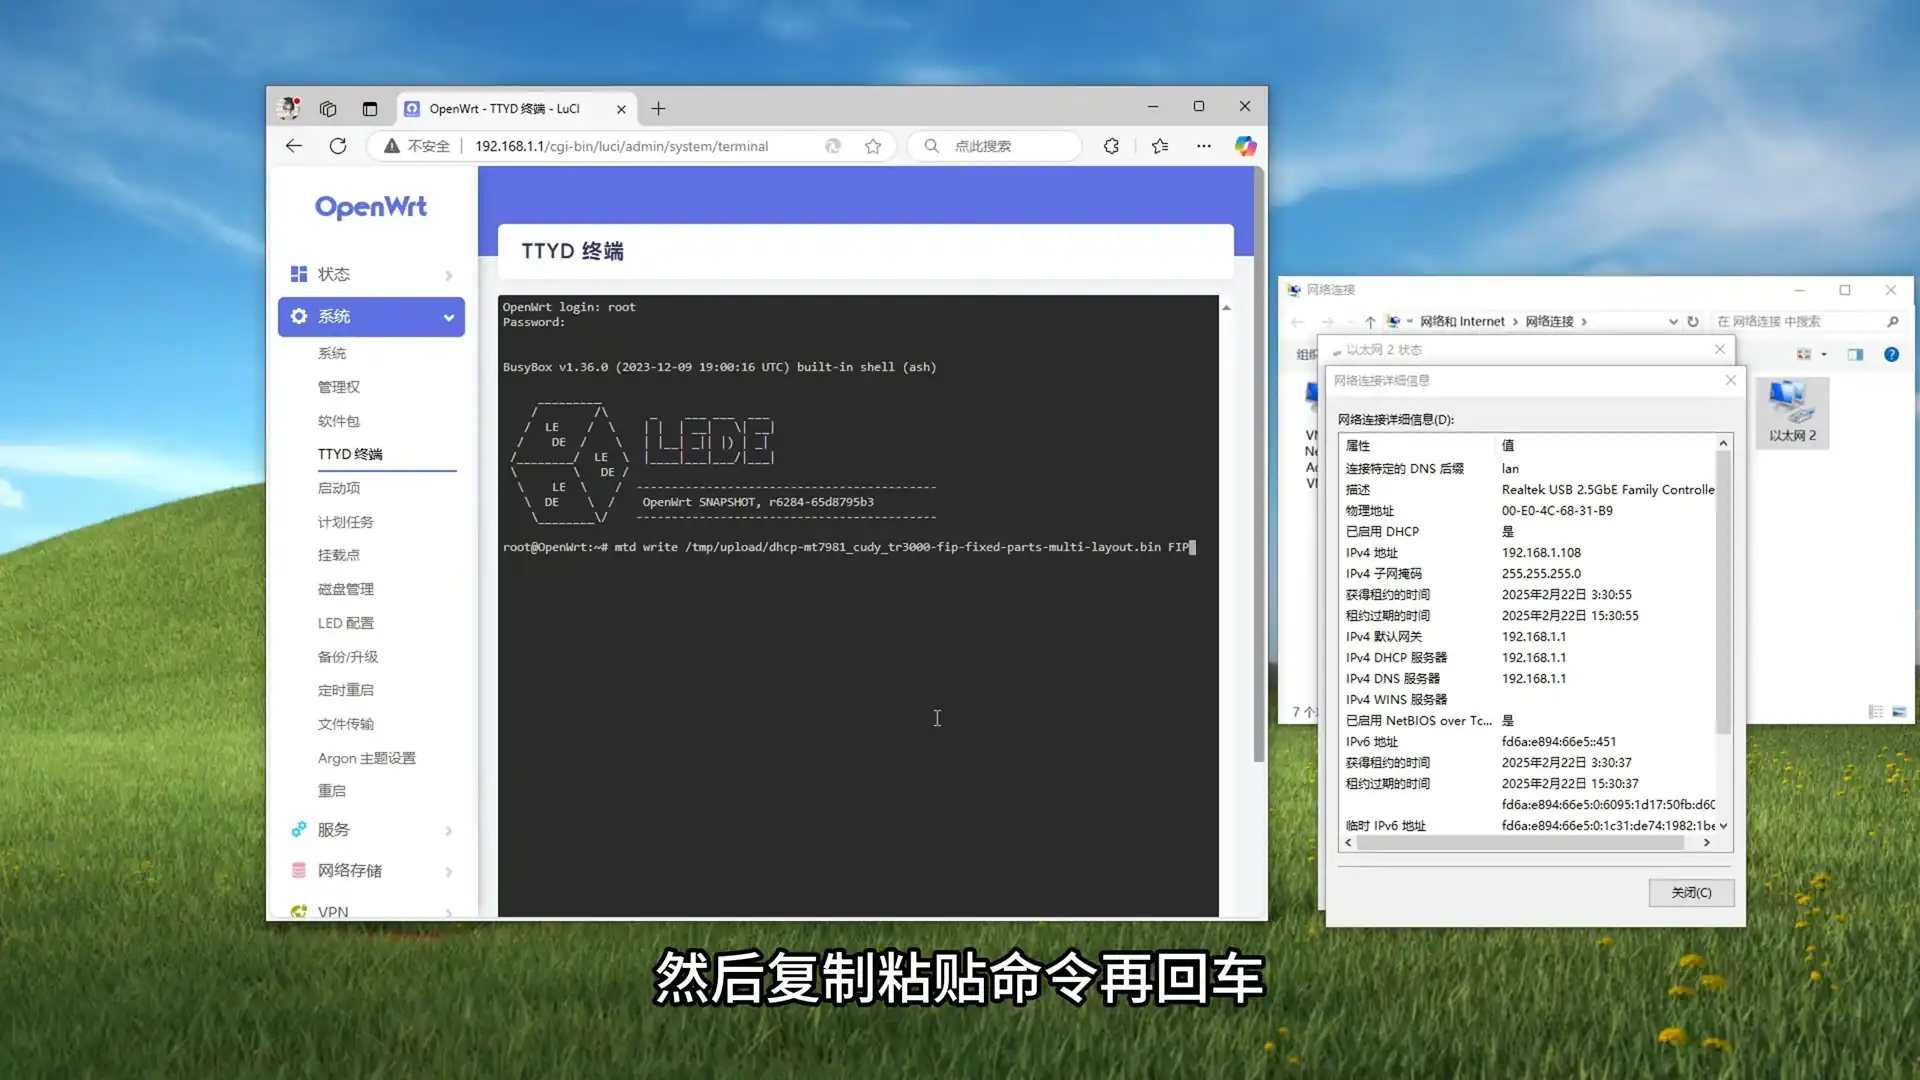 OpenWrt - TTYD 终端 - LuCI
不安全
192.168.1.1/cgi-bin/luci/admin/system/terminal
点此搜索
OpenWrt
状态
系统
系统
管理权
软件包
TTYD 终端
启动项
计划任务
挂载点
磁盘管理
LED 配置
备份/升级
定时重启
文件传输
Argon 主题设置
重启
服务
网络存储
VPN
TTYD 终端
OpenWrt login: root
Password:
BusyBox v1.36.0 (2023-12-09 19:00:16 UTC) built-in shell (ash)
LE
DE
LE
DE
LE
DE
LEDE
OpenWrt SNAPSHOT, r6284-65d8795b3
root@OpenWrt:~# mtd write /tmp/upload/dhcp-mt7981_cudy_tr3000-fip-fixed-parts-multi-layout.bin FIP
网络连接
网络和 Internet
网络连接
在 网络连接 中搜索
组织
以太网 2
7 个
以太网 2 状态
网络连接详细信息
网络连接详细信息(D):
属性 值
连接特定的 DNS 后缀 lan
描述 Realtek USB 2.5GbE Family Controlle
物理地址 00-E0-4C-68-31-B9
已启用 DHCP 是
IPv4 地址 192.168.1.108
IPv4 子网掩码 255.255.255.0
获得租约的时间 2025年2月22日 3:30:55
租约过期的时间 2025年2月22日 15:30:55
IPv4 默认网关 192.168.1.1
IPv4 DHCP 服务器 192.168.1.1
IPv4 DNS 服务器 192.168.1.1
IPv4 WINS 服务器
已启用 NetBIOS over Tc... 是
IPv6 地址 fd6a:e894:66e5::451
获得租约的时间 2025年2月22日 3:30:37
租约过期的时间 2025年2月22日 15:30:37
fd6a:e894:66e5:0:6095:1d17:50fb:d60
临时 IPv6 地址 fd6a:e894:66e5:0:1c31:de74:1982:1be
关闭(C)
然后复制粘贴命令再回车